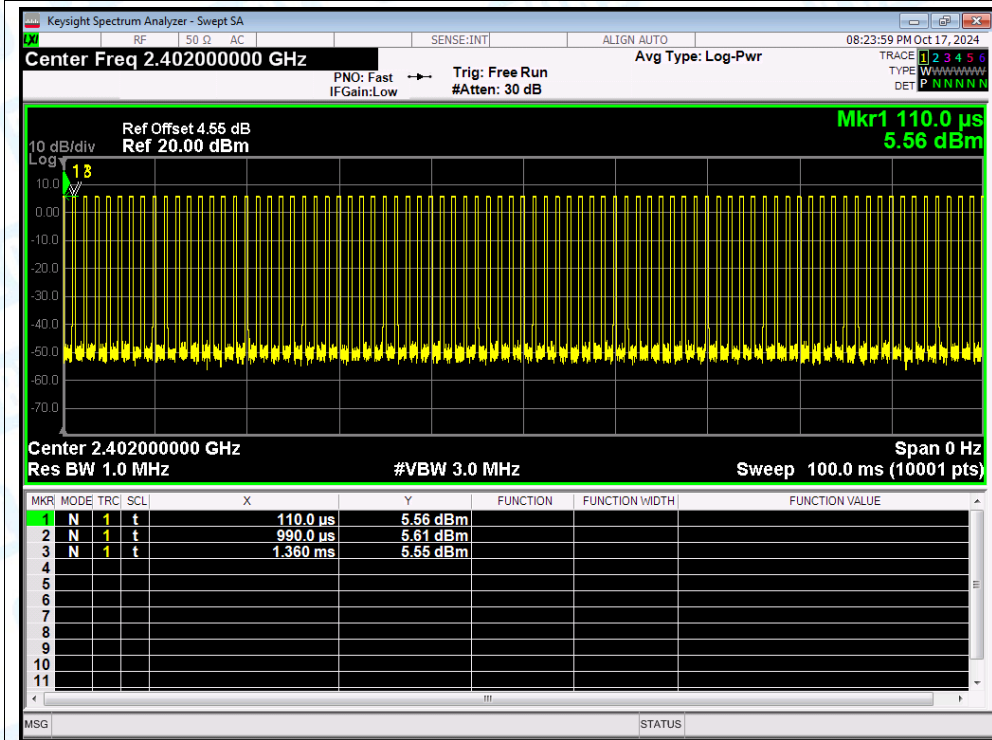 Keysight Spectrum Analyzer - Swept SA
LXI RF 50 Ω AC SENSE:INT ALIGN AUTO 08:23:59 PM Oct 17, 2024
Center Freq 2.402000000 GHz Avg Type: Log-Pwr TRACE 1 2 3 4 5 6
PNO: Fast Trig: Free Run TYPE WWWWWW
IFGain:Low #Atten: 30 dB DET P N N N N N
Mkr1 110.0 µs
Ref Offset 4.55 dB
10 dB/div Ref 20.00 dBm 5.56 dBm
Log
1 3
10.0
0.00
-10.0
-20.0
-30.0
-40.0
-50.0
-60.0
-70.0
Center 2.402000000 GHz Span 0 Hz
Res BW 1.0 MHz #VBW 3.0 MHz Sweep 100.0 ms (10001 pts)
MKR MODE TRC SCL X Y FUNCTION FUNCTION WIDTH FUNCTION VALUE
1 N 1 t 110.0 µs 5.56 dBm
2 N 1 t 990.0 µs 5.61 dBm
3 N 1 t 1.360 ms 5.55 dBm
4
5
6
7
8
9
10
11
MSG STATUS